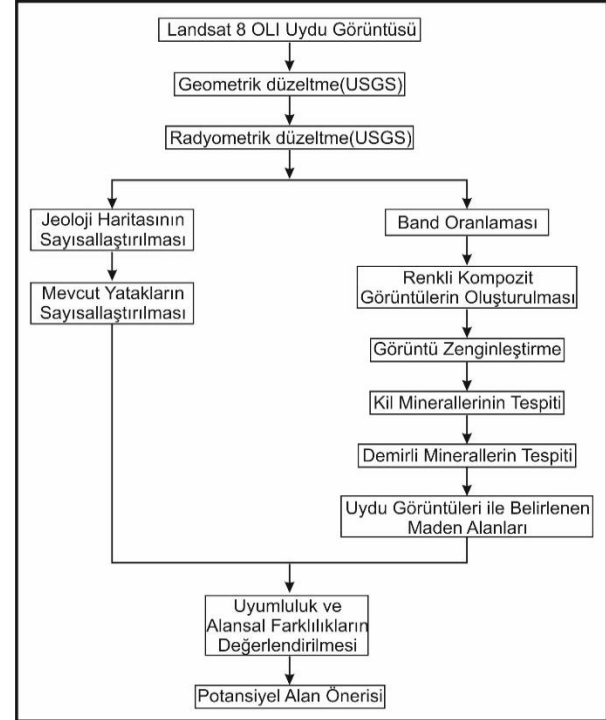 Landsat 8 OLI Uydu Görüntüsü
Geometrik düzeltme(USGS)
Radyometrik düzeltme(USGS)
Jeoloji Haritasının
Sayısallaştırılması
Mevcut Yatakların
Sayısallaştırılması
Band Oranlaması
Renkli Kompozit
Görüntülerin Oluşturulması
Görüntü Zenginleştirme
Kil Minerallerinin Tespiti
Demirli Minerallerin Tespiti
Uydu Görüntüleri ile Belirlenen
Maden Alanları
Uyumluluk ve
Alansal Farklılıkların
Değerlendirilmesi
Potansiyel Alan Önerisi